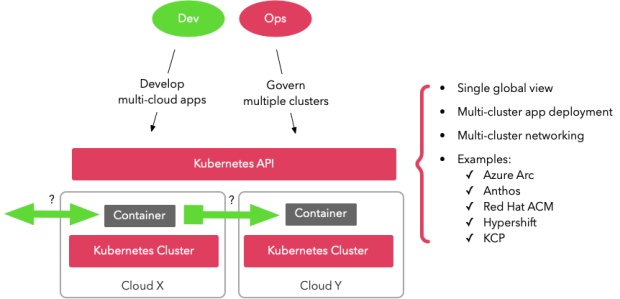 Dev
Ops
Develop
multi-cloud apps
Govern
multiple clusters
Kubernetes API
?
?
Container
Container
Kubernetes Cluster
Kubernetes Cluster
Cloud X
Cloud Y
• Single global view
• Multi-cluster app deployment
• Multi-cluster networking
• Examples:
✓ Azure Arc
✓ Anthos
✓ Red Hat ACM
✓ Hypershift
✓ KCP